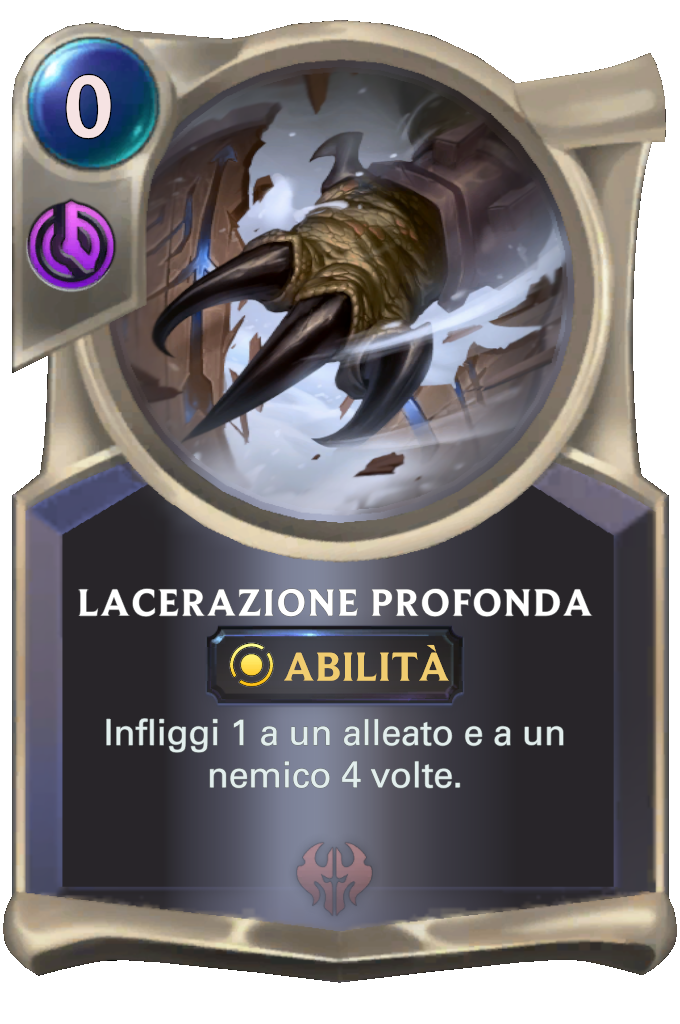 0
LACERAZIONE PROFONDA
ABILITÀ
Infliggi 1 a un alleato e a un
nemico 4 volte.